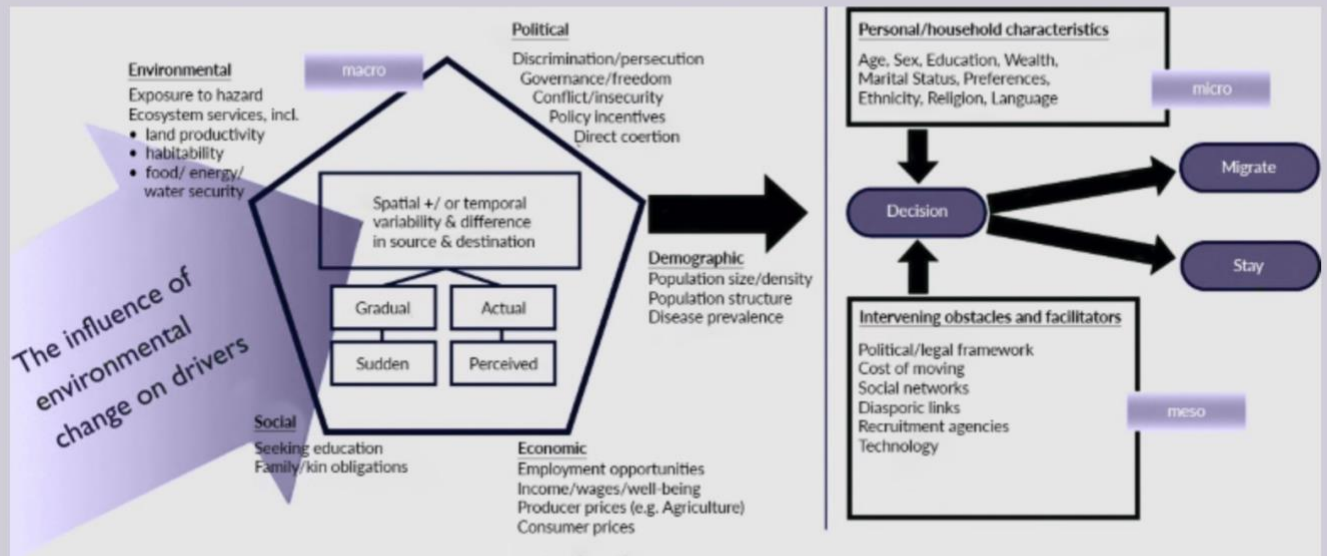 Environmental
Exposure to hazard
Ecosystem services, incl.
• land productivity
• habitability
• food/ energy/
water security
macro
Political
Discrimination/persecution
Governance/freedom
Conflict/insecurity
Policy incentives
Direct coertion
Spatial +/ or temporal
variability & difference
in source & destination
Gradual
Actual
Sudden
Perceived
The influence of
environmental
change on drivers
Demographic
Population size/density
Population structure
Disease prevalence
Social
Seeking education
Family/kin obligations
Economic
Employment opportunities
Income/wages/well-being
Producer prices (e.g. Agriculture)
Consumer prices
Personal/household characteristics
Age, Sex, Education, Wealth,
Marital Status, Preferences,
Ethnicity, Religion, Language
micro
Decision
Migrate
Stay
Intervening obstacles and facilitators
Political/legal framework
Cost of moving
Social networks
Diasporic links
Recruitment agencies
Technology
meso